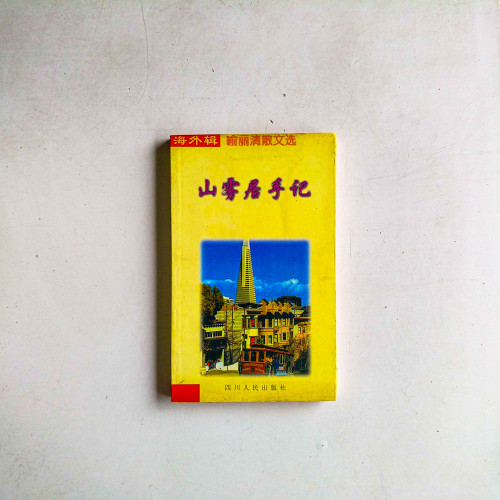 海外辑 喻丽清散文选
山雾居手记
四川人民出版社